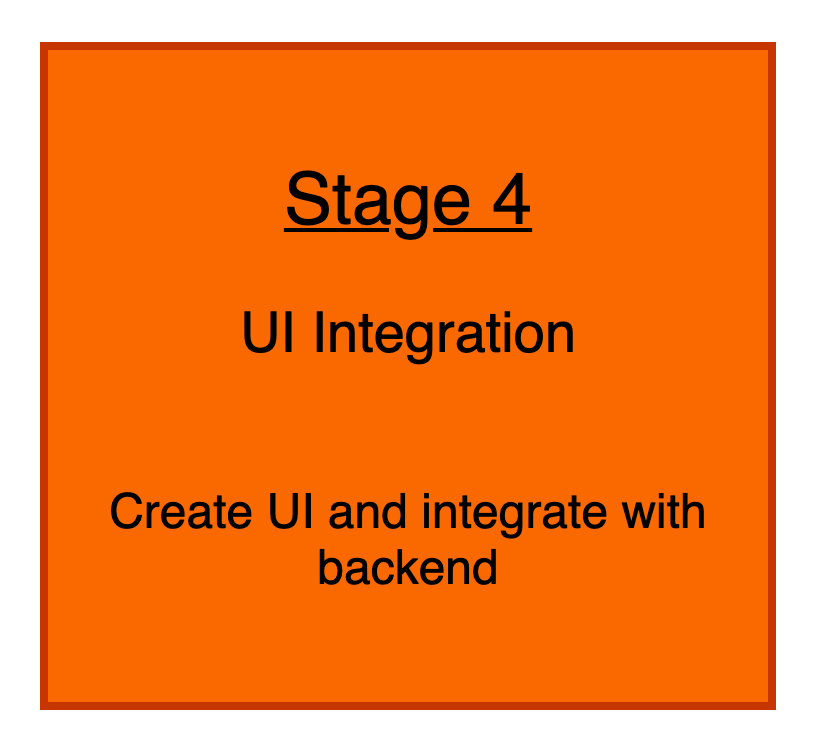 Stage 4
UI Integration
Create UI and integrate with
backend